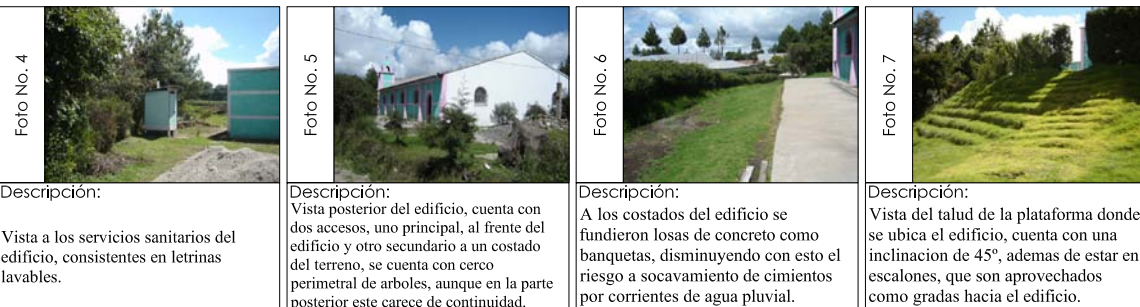 Foto No. 4
Descripción:
Vista a los servicios sanitarios del
edificio, consistentes en letrinas
lavables.
Foto No. 5
Descripción:
Vista posterior del edificio, cuenta con
dos accesos, uno principal, al frente del
edificio y otro secundario a un costado
del terreno, se cuenta con cerco
perimetral de arboles, aunque en la parte
posterior este carece de continuidad.
Foto No. 6
Descripción:
A los costados del edificio se
fundieron losas de concreto como
banquetas, disminuyendo con esto el
riesgo a socavamiento de cimientos
por corrientes de agua pluvial.
Foto No. 7
Descripción:
Vista del talud de la plataforma donde
se ubica el edificio, cuenta con una
inclinacion de 45º, ademas de estar en
escalones, que son aprovechados
como gradas hacia el edificio.